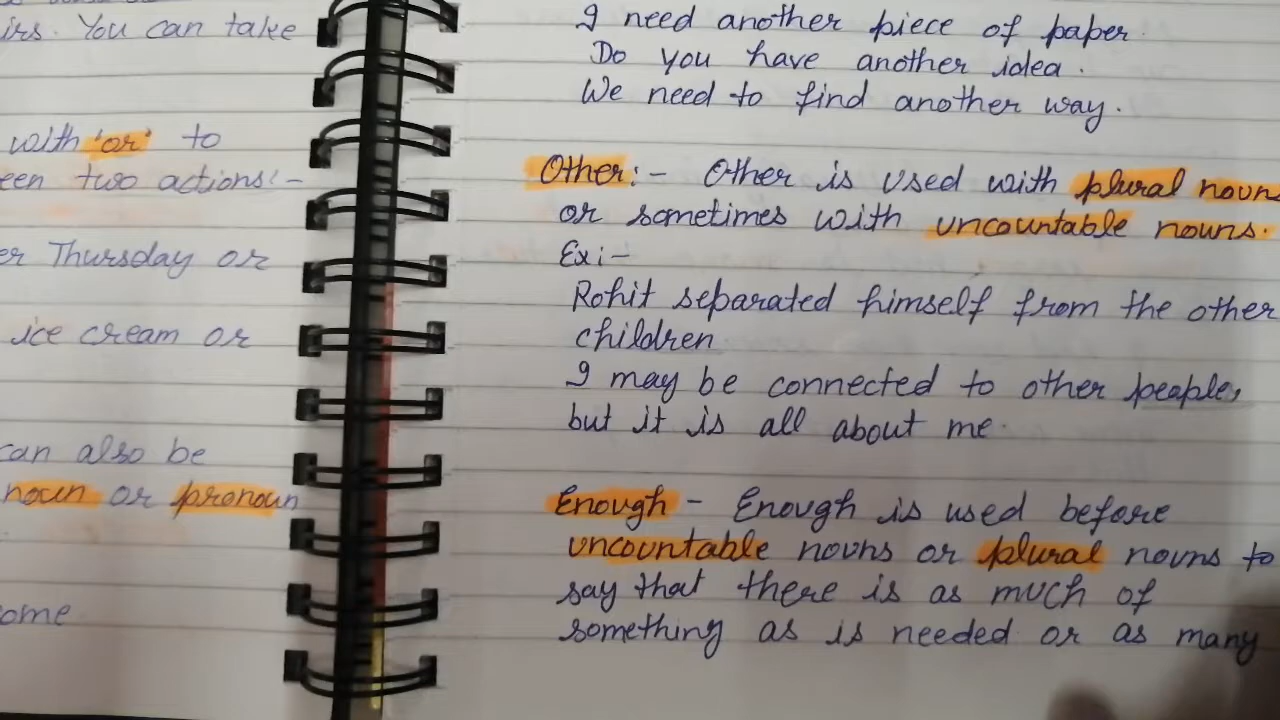 irs. You can take
with 'or' to
een two actions:-
er Thursday or
ice cream or
can also be
noun or pronoun
ome
I need another piece of paper.
Do you have another idea.
We need to find another way.
Other:- Other is used with plural noun
or sometimes with uncountable nouns.
Ex:-
Rohit separated himself from the other
children
I may be connected to other people,
but it is all about me.
Enough - Enough is used before
uncountable nouns or plural nouns to
say that there is as much of
something as is needed or as many